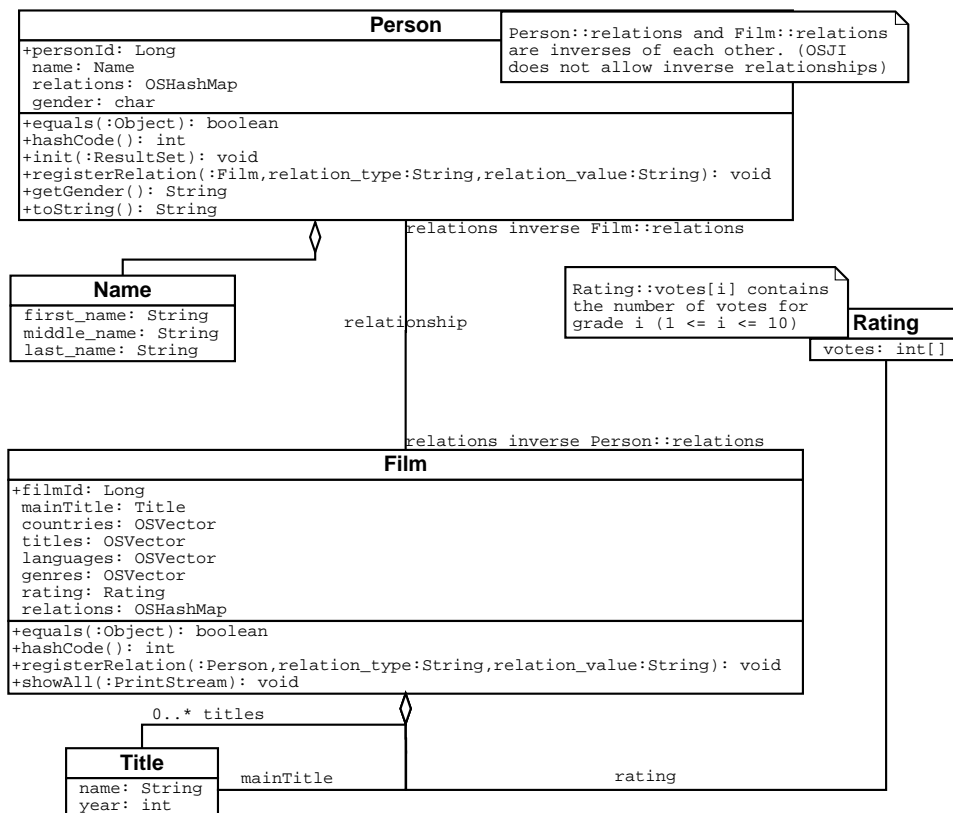 Person
+personId: Long
name: Name
relations: OSHashMap
gender: char
Person::relations and Film::relations
are inverses of each other. (OSJI
does not allow inverse relationships)
+equals(:Object): boolean
+hashCode(): int
+init(:ResultSet): void
+registerRelation(:Film,relation_type:String,relation_value:String): void
+getGender(): String
+toString(): String
relations inverse Film::relations
Name
first_name: String
middle_name: String
last_name: String
relationship
Rating::votes[i] contains
the number of votes for
grade i (1 <= i <= 10)
Rating
votes: int[]
relations inverse Person::relations
Film
+filmId: Long
mainTitle: Title
countries: OSVector
titles: OSVector
languages: OSVector
genres: OSVector
rating: Rating
relations: OSHashMap
+equals(:Object): boolean
+hashCode(): int
+registerRelation(:Person,relation_type:String,relation_value:String): void
+showAll(:PrintStream): void
0..* titles
Title
name: String
year: int
mainTitle
rating